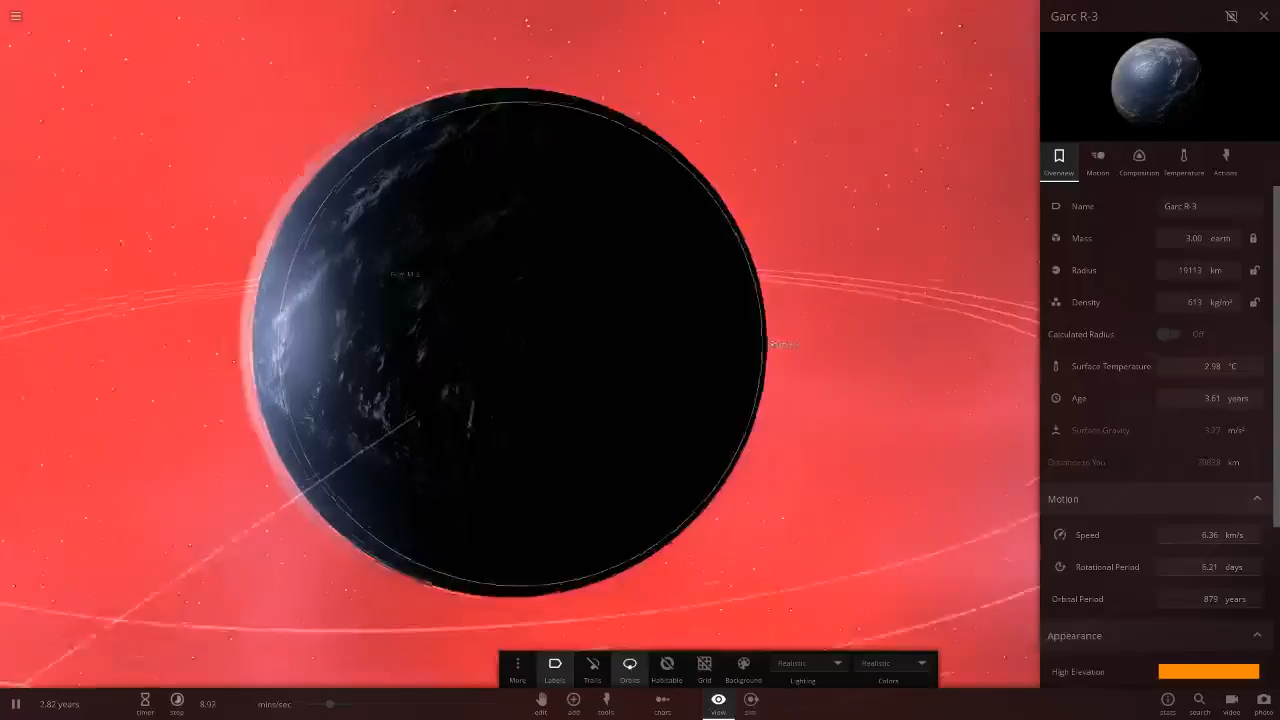 Garc R-3
Overview Motion Composition Temperature Actions
Name Garc R-3
Mass 3.00 earth
Radius 19113 km
Density 613 kg/m³
Calculated Radius Off
Surface Temperature 2.98 °C
Age 3.61 years
Surface Gravity 3.27 m/s²
Distance to You km
Motion
Speed 6.36 km/s
Rotational Period 6.21 days
Orbital Period 879 years
Appearance
High Elevation
More Labels Trails Orbits Habitable Grid Background
Realistic Realistic
Lighting Colors
2.82 years timer step 8.93 mins/sec edit add tools chart view sim stats search video photo